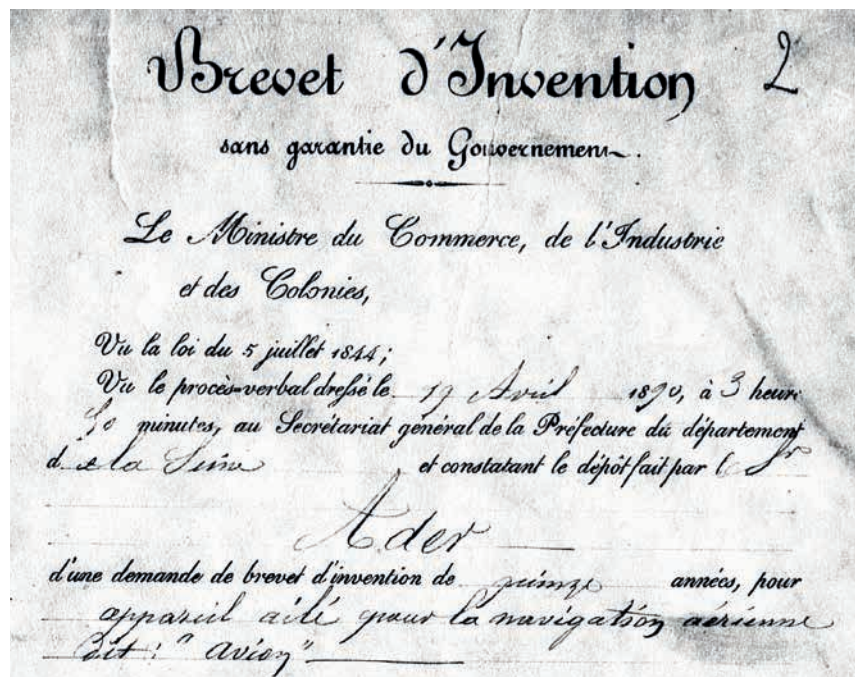 Brevet d'Invention 2
sans garantie du Gouvernement.
Le Ministre du Commerce, de l'Industrie
et des Colonies,
Vu la loi du 5 juillet 1844;
Vu le procès-verbal dressé le 19 Avril 1890, à 3 heure
minutes, au Secrétariat général de la Préfecture du département
d e la Seine et constatant le dépôt fait par le Sr
Ader
d'une demande de brevet d'invention de quinze années, pour
appareil ailé pour la navigation aérienne
dit: "Avion"